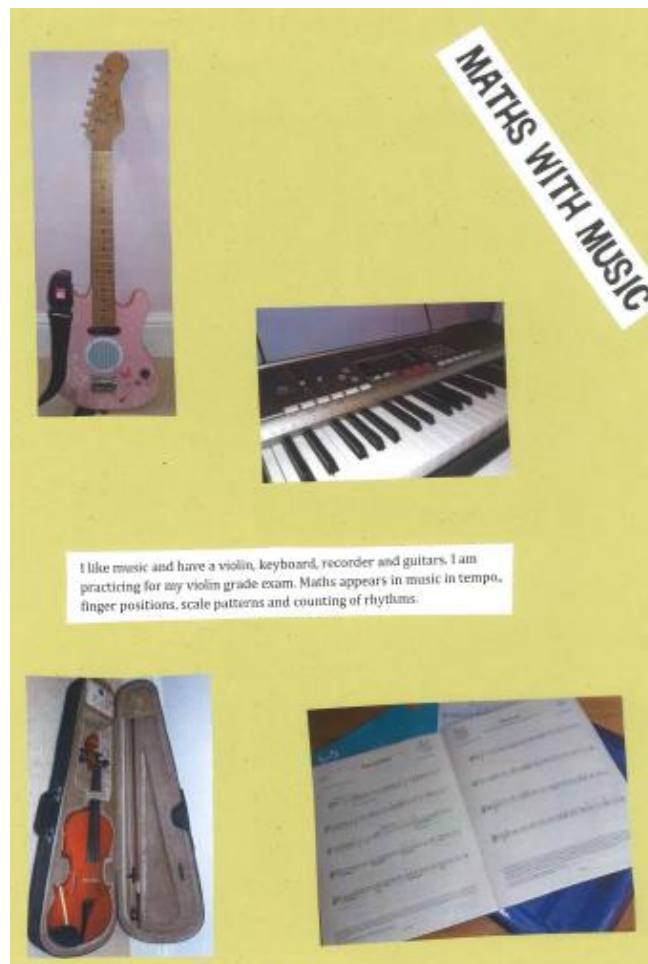 MATHS WITH MUSIC
I like music and have a violin, keyboard, recorder and guitars. I am
practicing for my violin grade exam. Maths appears in music in tempo,
finger positions, scale patterns and counting of rhythms.